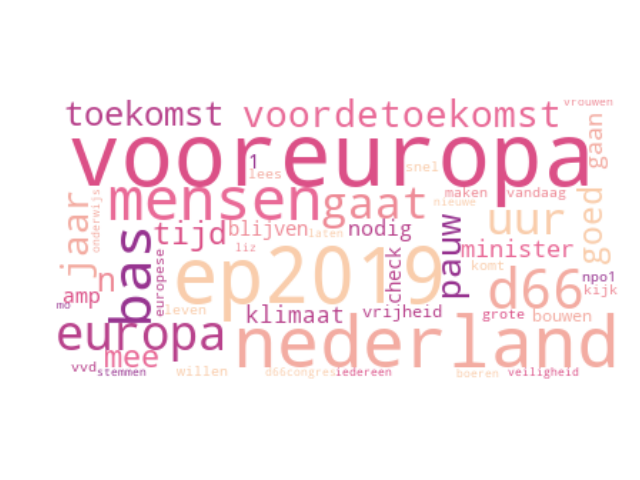 vrouwen
toekomst voordetoekomst
gaan
vooreuropa
1
lees
snel
mensen
gaat
maken
vandaag
nieuwe
jaar
onderwijs
goed
uur
bas
tijd
blijven
laten
nodig
pauw
minister
liz
europese
n
ep2019
check
komt
d66
npo1
kijk
amp
mo
leven
klimaat
vrijheid
grote
bouwen
europa
nederland
mee
vvd
stemmen
willen
d66congres
iedereen
boeren
veiligheid